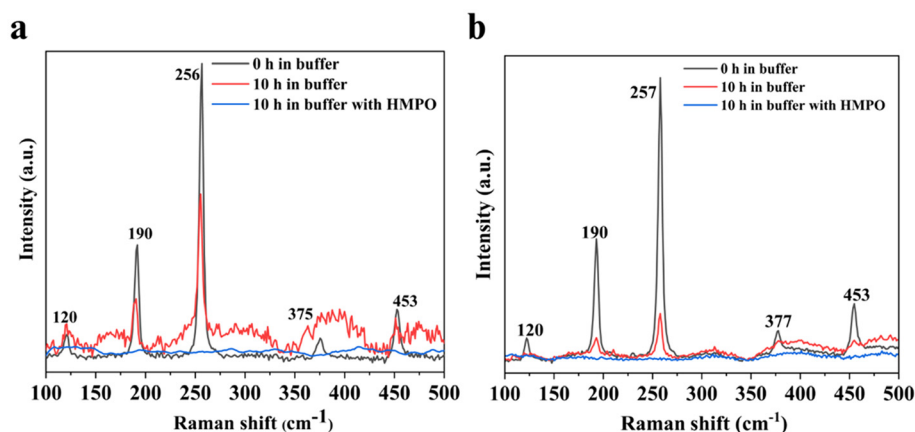 a
Intensity (a.u.)
0 h in buffer
10 h in buffer
10 h in buffer with HMPO
120
190
256
375
453
100 150 200 250 300 350 400 450 500
Raman shift (cm-1)
b
Intensity (a.u.)
0 h in buffer
10 h in buffer
10 h in buffer with HMPO
120
190
257
377
453
100 150 200 250 300 350 400 450 500
Raman shift (cm-1)